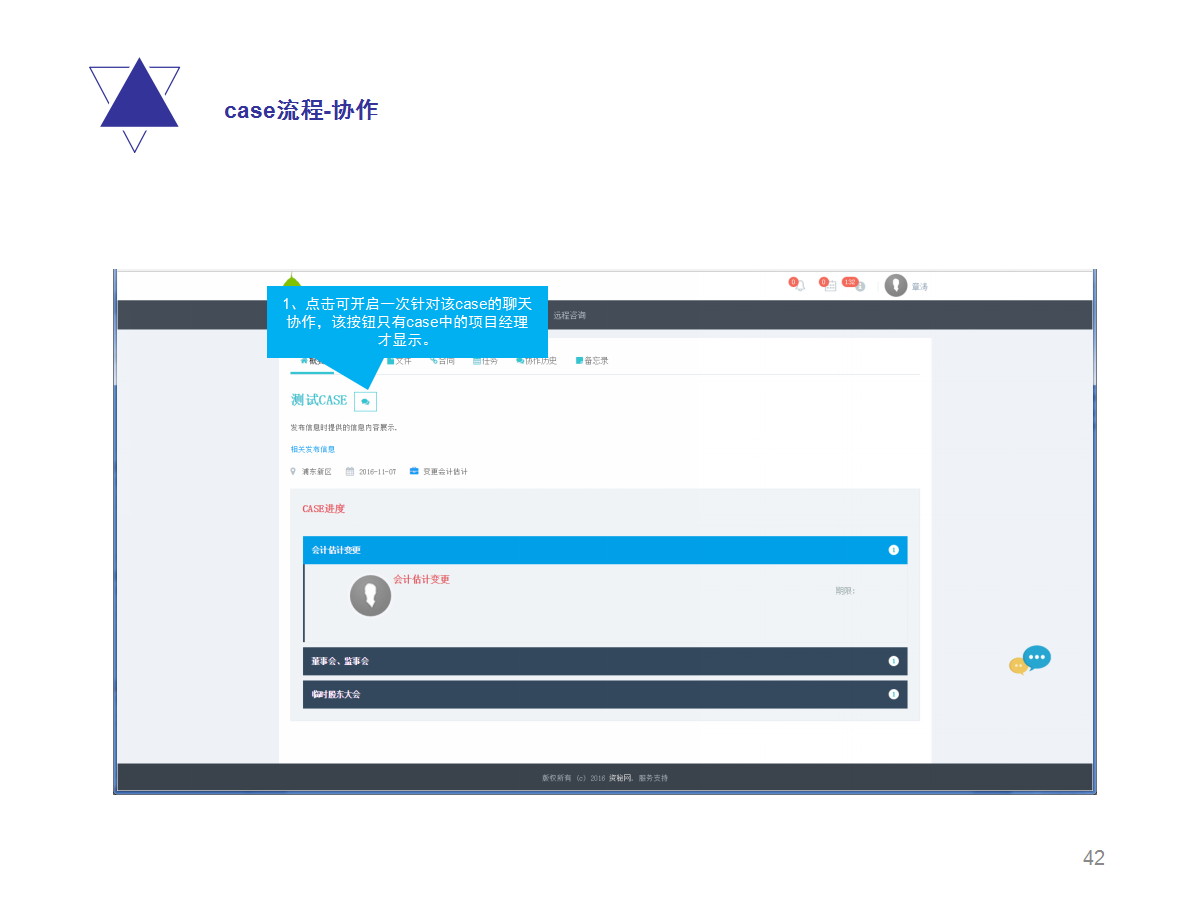 case流程-协作
0
0
132
童涛
1、点击可开启一次针对该case的聊天
协作，该按钮只有case中的项目经理
才显示。
远程咨询
文件 合同 任务 协作历史 备忘录
测试CASE
发布信息时提供的信息内容展示.
相关发布信息
浦东新区 2016-11-07 变更会计估计
CASE进度
会计估计变更
会计估计变更
期限:
董事会、监事会
临时股东大会
版权所有 (c) 2016 资秘网. 服务支持
42